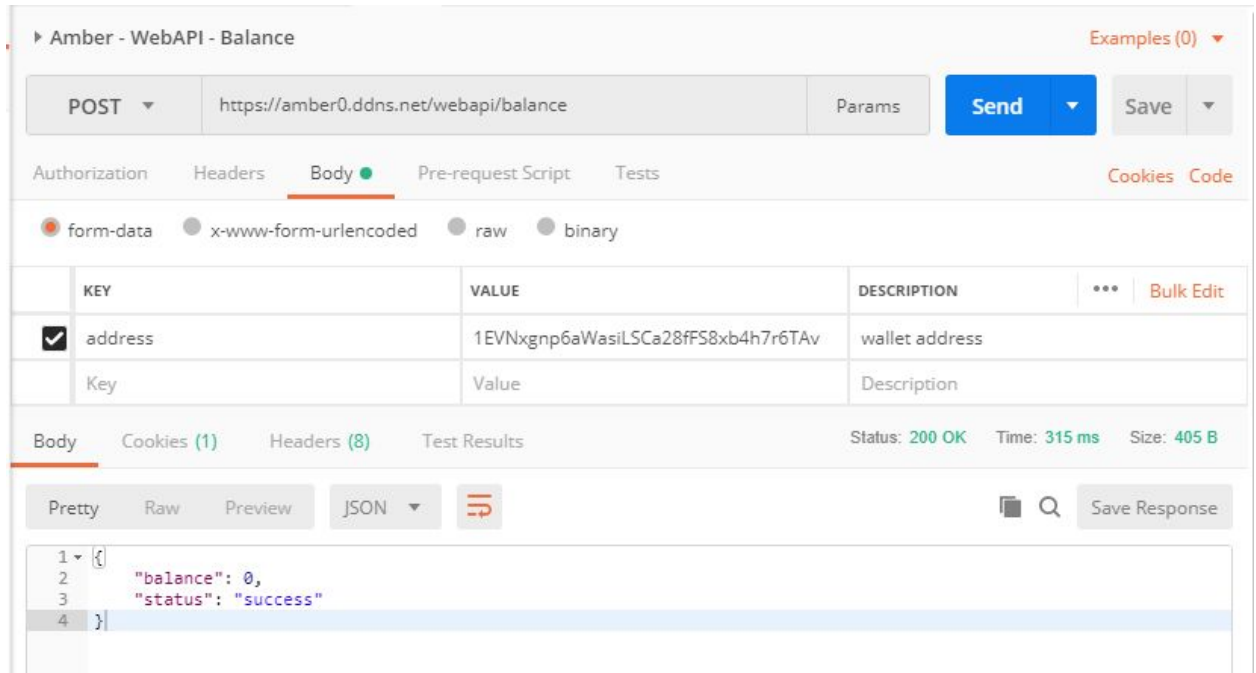 Amber - WebAPI - Balance Examples (0)
POST https://amber0.ddns.net/webapi/balance Params Send Save
Authorization Headers Body Pre-request Script Tests Cookies Code
form-data x-www-form-urlencoded raw binary
KEY VALUE DESCRIPTION ••• Bulk Edit
address 1EVNxgnp6aWasiLSCa28fFS8xb4h7r6TAv wallet address
Key Value Description
Body Cookies (1) Headers (8) Test Results Status: 200 OK Time: 315 ms Size: 405 B
Pretty Raw Preview JSON Save Response
1 {
2 "balance": 0,
3 "status": "success"
4 }